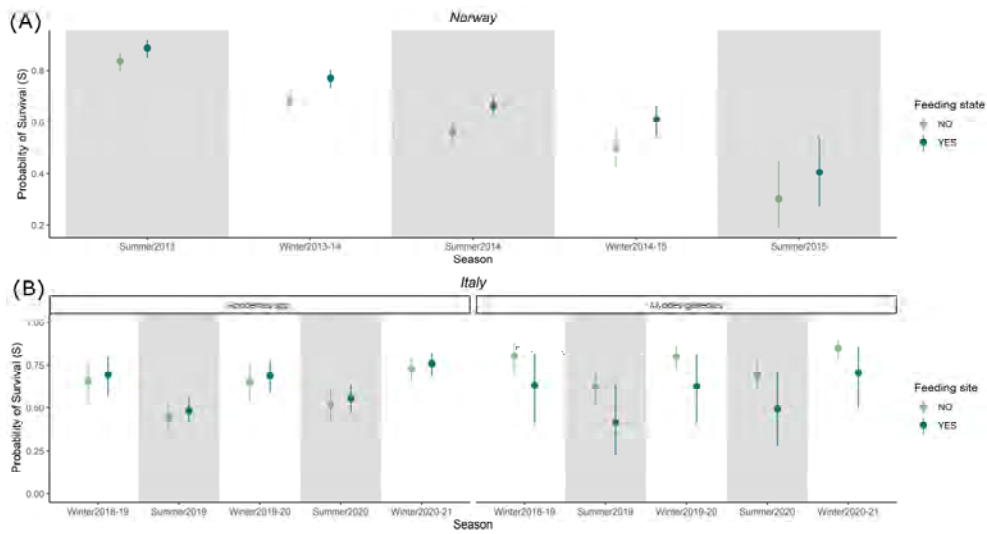 (A)
Norway
Probability of Survival (S)
0.8
0.6
0.4
0.2
Summer2013 Winter2013-14 Summer2014 Winter2014-15 Summer2015
Season
Feeding state
NO
YES
(B)
Italy
Probability of Survival (S)
1.00
0.75
0.50
0.25
0.00
Winter2018-19 Summer2019 Winter2019-20 Summer2020 Winter2020-21 Winter2018-19 Summer2019 Winter2019-20 Summer2020 Winter2020-21
Season
Feeding site
NO
YES